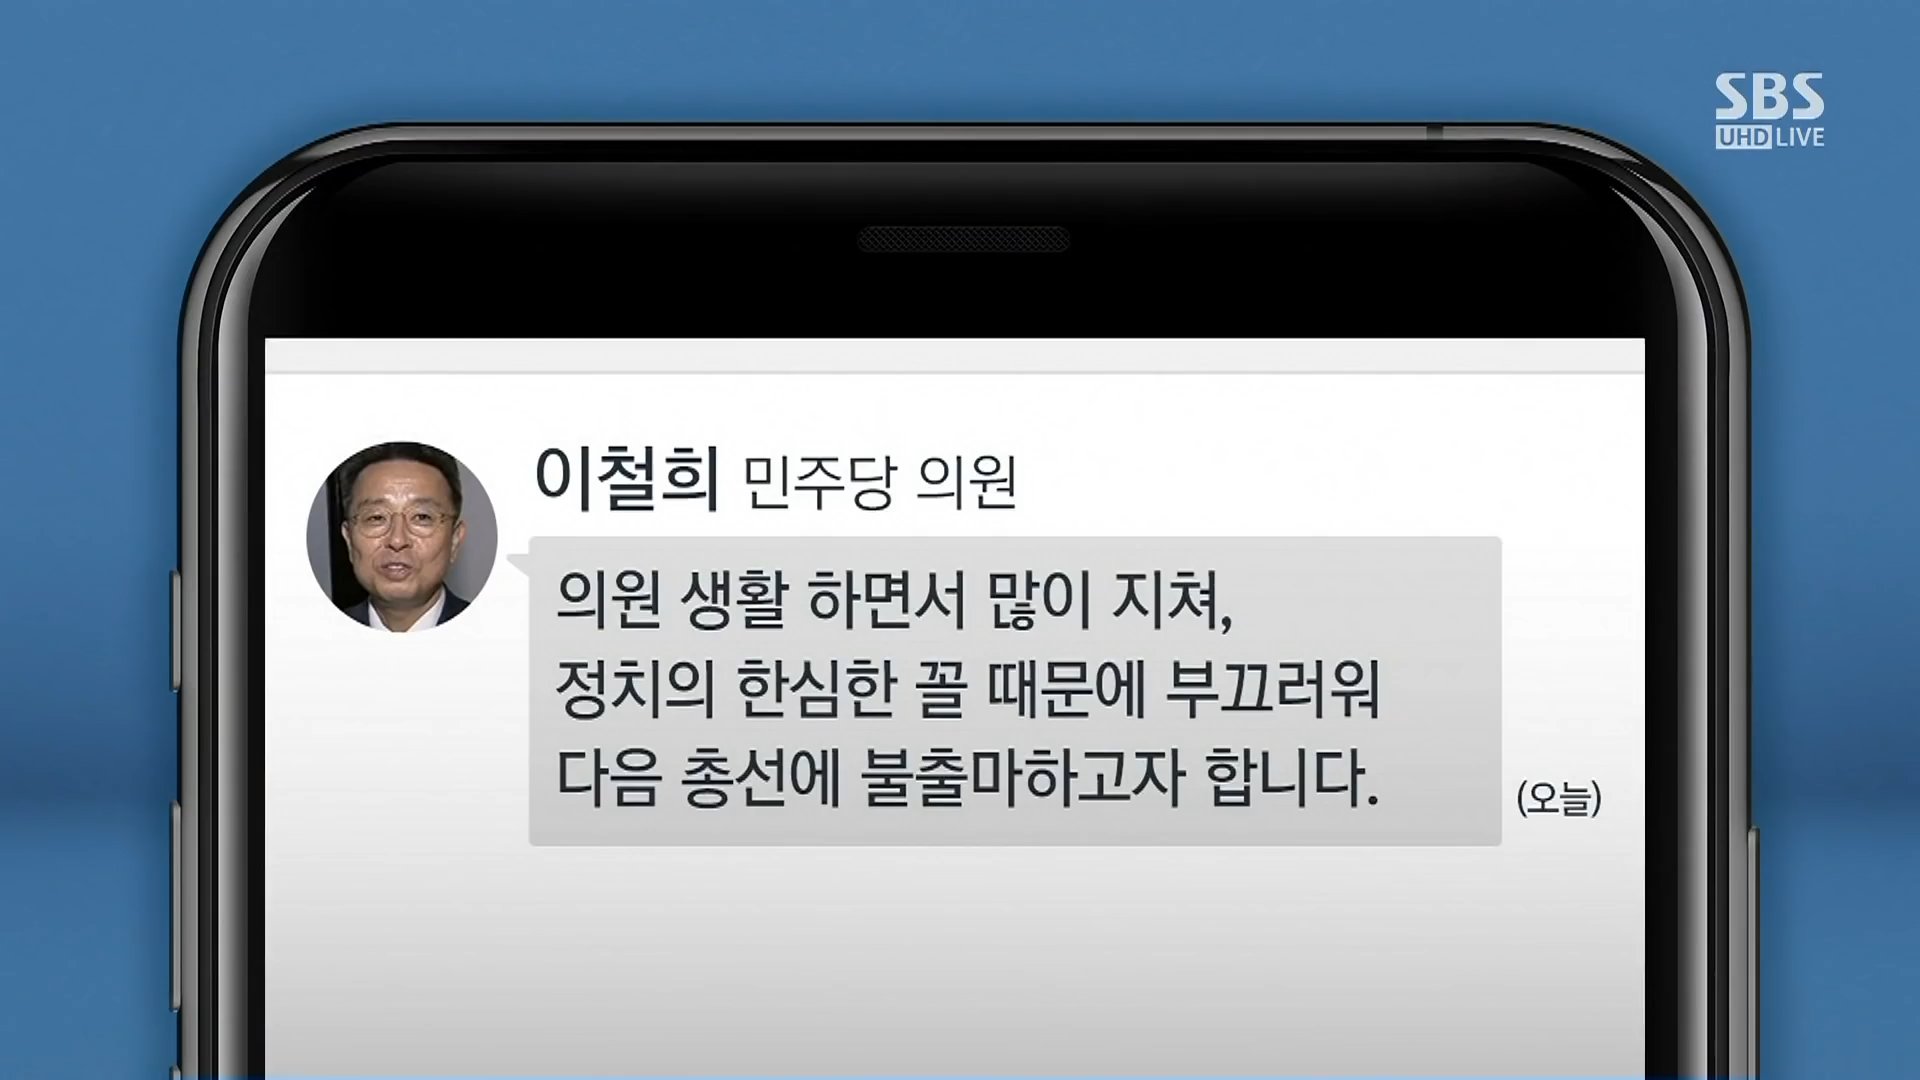 SBS
UHD LIVE
이철희 민주당 의원
의원 생활 하면서 많이 지쳐,
정치의 한심한 꼴 때문에 부끄러워
다음 총선에 불출마하고자 합니다.
(오늘)